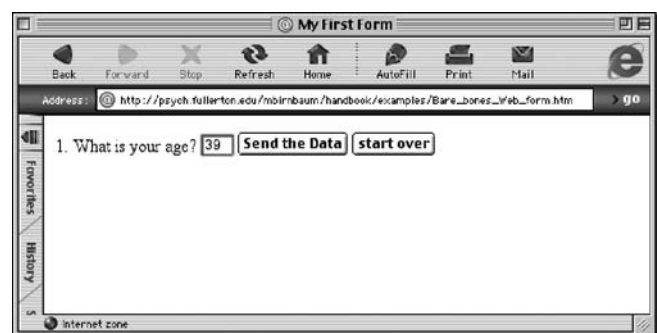 My First Form
Back Forward Stop Refresh Home AutoFill Print Mail
Address: http://psych.fullerton.edu/mbirnbaum/handbook/examples/Bare_bones_Web_form.htm go
1. What is your age? 39 Send the Data start over
Favorites
History
S
Internet zone